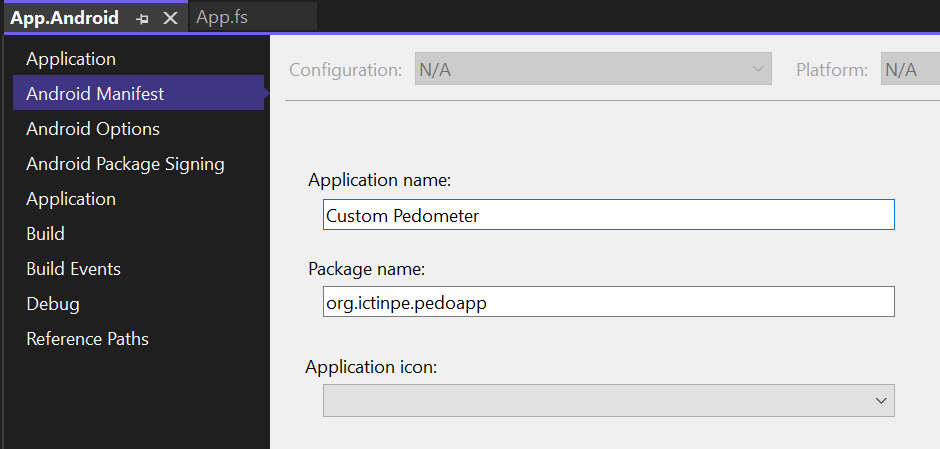 App.Android
App.fs
Application
Android Manifest
Android Options
Android Package Signing
Application
Build
Build Events
Debug
Reference Paths
Configuration: N/A Platform: N/A
Application name:
Custom Pedometer
Package name:
org.ictinpe.pedoapp
Application icon: